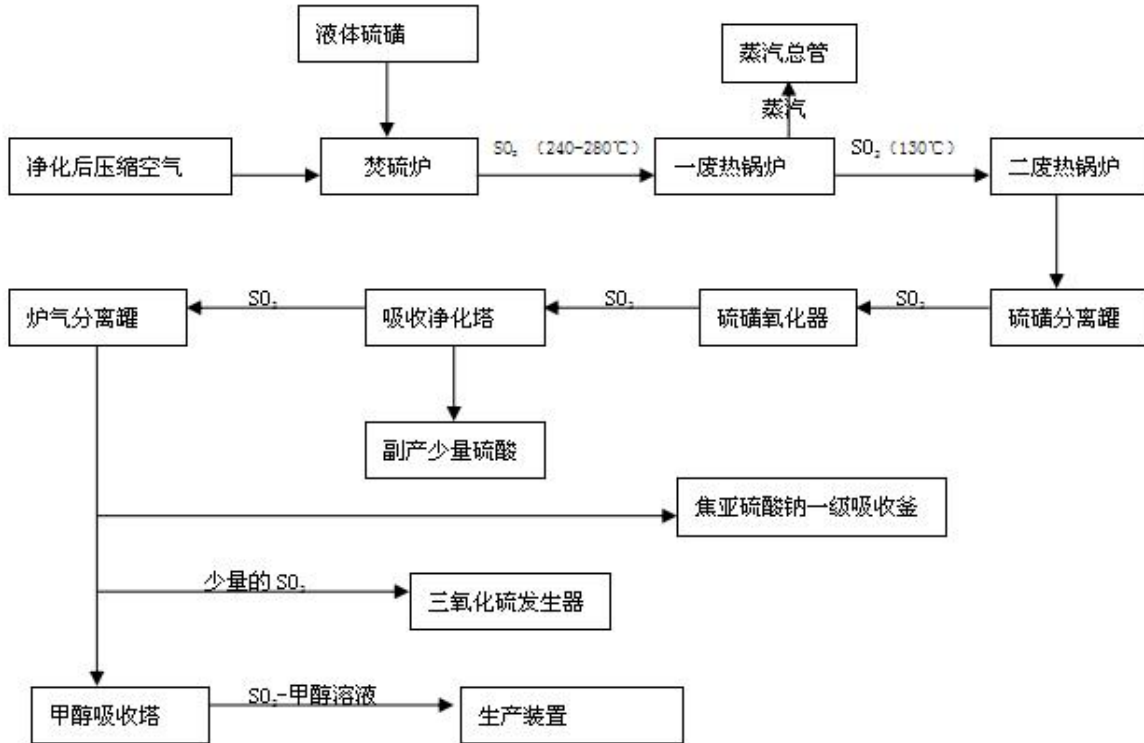 液体硫磺
蒸汽总管
蒸汽
净化后压缩空气
焚硫炉
SO₂ （240-280℃）
一废热锅炉
SO₂（130℃）
二废热锅炉
炉气分离罐
SO₂
吸收净化塔
SO₂
硫磺氧化器
SO₂
硫磺分离罐
副产少量硫酸
焦亚硫酸钠一级吸收釜
少量的 SO₂
三氧化硫发生器
甲醇吸收塔
SO₂-甲醇溶液
生产装置